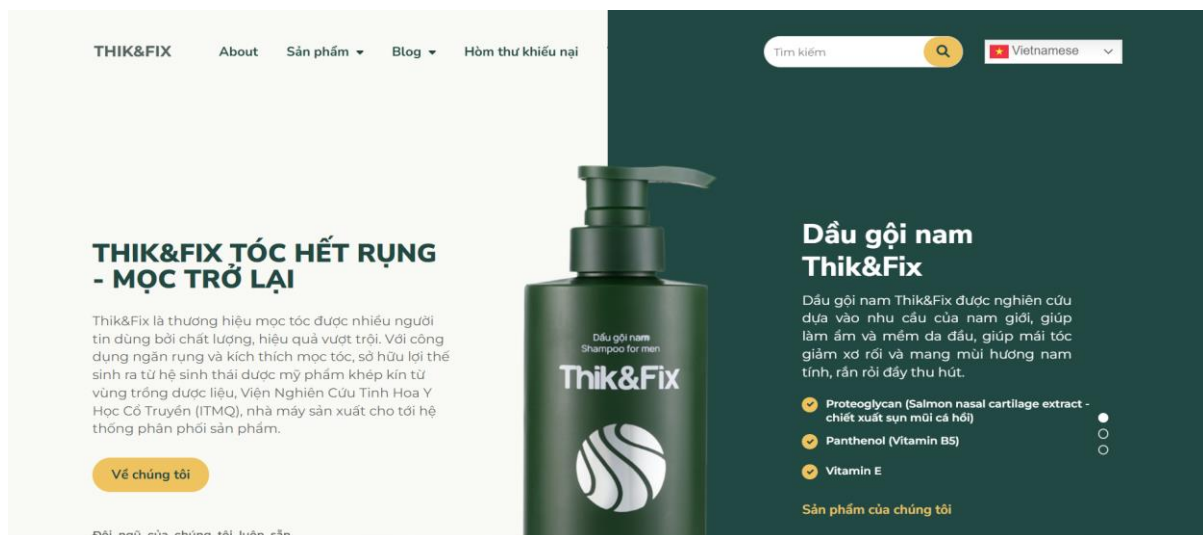 THIK&FIX
About
Sản phẩm
Blog
Hòm thư khiếu nại
Tìm kiếm
Vietnamese
THIK&FIX TÓC HẾT RỤNG
- MỌC TRỞ LẠI
Thik&Fix là thương hiệu mọc tóc được nhiều người
tin dùng bởi chất lượng, hiệu quả vượt trội. Với công
dụng ngăn rụng và kích thích mọc tóc, sở hữu lợi thế
sinh ra từ hệ sinh thái dược mỹ phẩm khép kín từ
vùng trồng dược liệu, Viện Nghiên Cứu Tinh Hoa Y
Học Cổ Truyền (ITMQ), nhà máy sản xuất cho tới hệ
thống phân phối sản phẩm.
Về chúng tôi
Đội ngũ của chúng tôi luôn sẵn
Dầu gội nam
Shampoo for men
Thik&Fix
Dầu gội nam
Thik&Fix
Dầu gội nam Thik&Fix được nghiên cứu
dựa vào nhu cầu của nam giới, giúp
làm ẩm và mềm da đầu, giúp mái tóc
giảm xơ rối và mang mùi hương nam
tính, rắn rỏi đầy thu hút.
Proteoglycan (Salmon nasal cartilage extract -
chiết xuất sụn mũi cá hồi)
Panthenol (Vitamin B5)
Vitamin E
Sản phẩm của chúng tôi